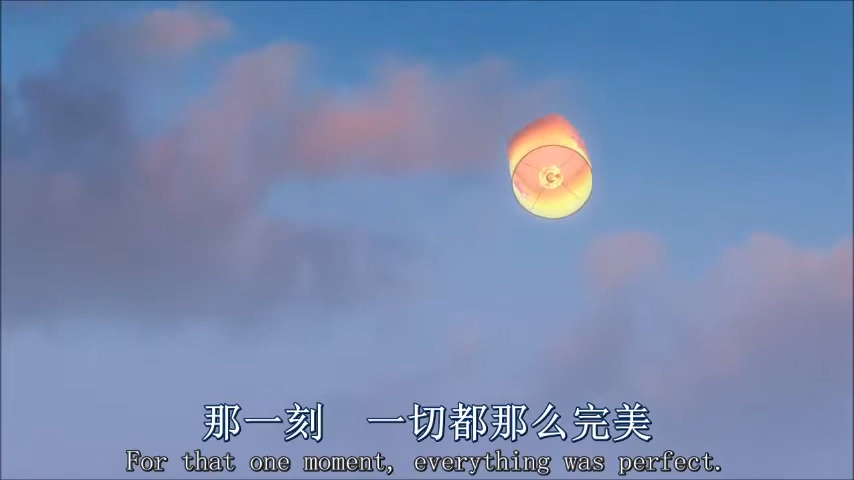 那一刻 一切都那么完美
For that one moment, everything was perfect.